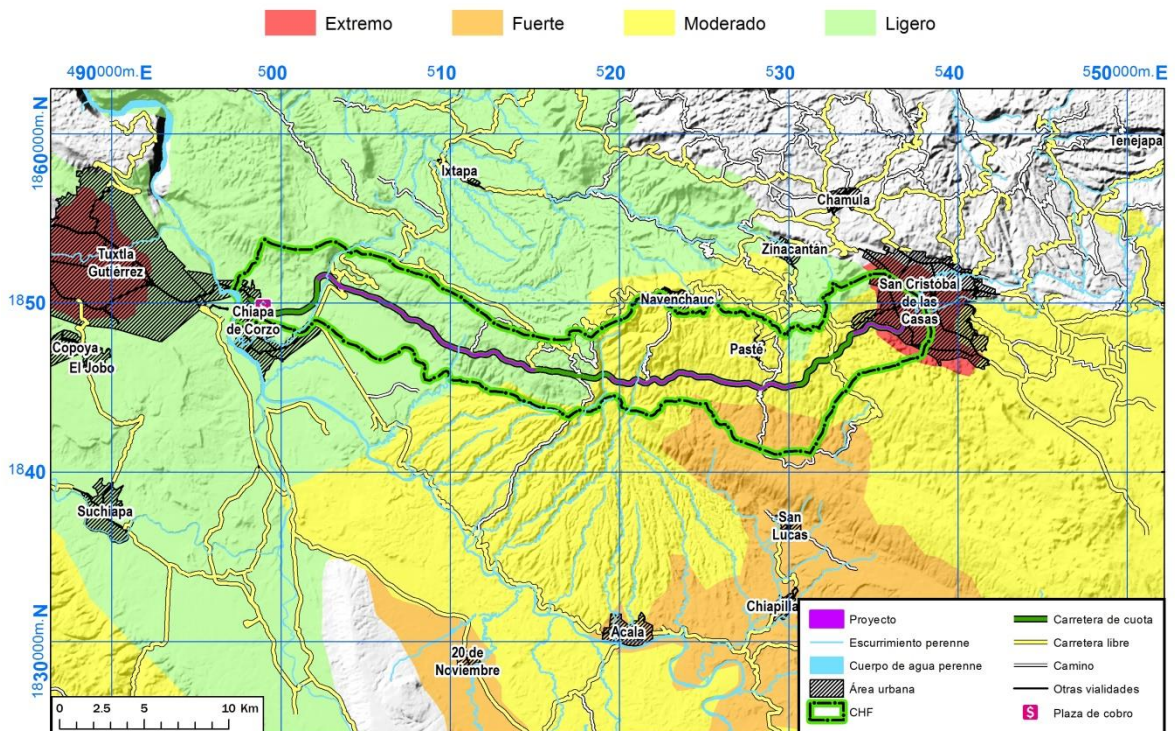 Extremo Fuerte Moderado Ligero
490000m. E 500 510 520 530 540 550000m. E
1860000m. N
1850
1840
1830000m. N
Ixtapa
Tenejapa
Chamula
Zinacantán
Tuxtla
Gutiérrez
San Cristóbal
de las
Casas
Navenchauc
Chiapa
de Corzo
Pasté
Copoya
El Jobo
Suchiapa
San
Lucas
Chiapilla
Acala
20 de
Noviembre
Proyecto
Escurrimiento perenne
Cuerpo de agua perenne
Área urbana
CHF
Carretera de cuota
Carretera libre
Camino
Otras vialidades
$ Plaza de cobro
0 2.5 5 10 Km